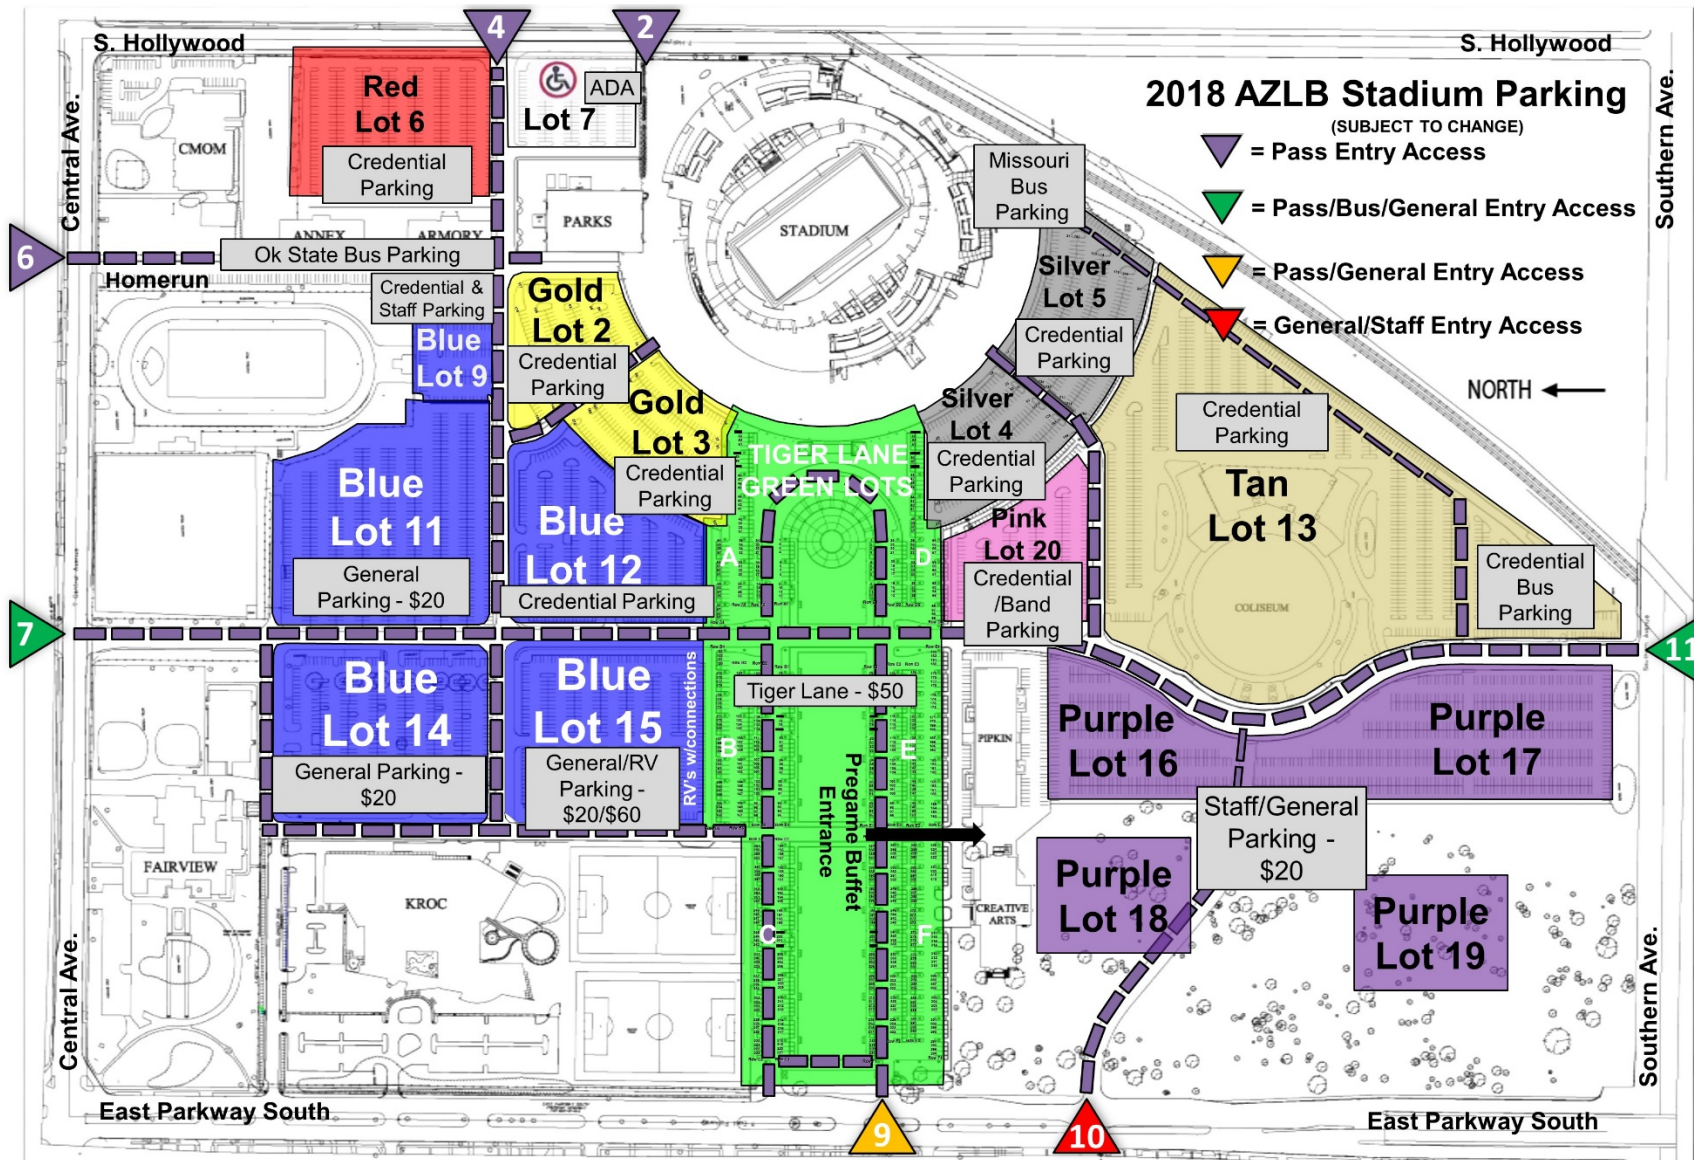 4
2
S. Hollywood
S. Hollywood
2018 AZLB Stadium Parking
(SUBJECT TO CHANGE)
= Pass Entry Access
= Pass/Bus/General Entry Access
= Pass/General Entry Access
= General/Staff Entry Access
NORTH
Central Ave.
Southern Ave.
CMOM
Red
Lot 6
Credential
Parking
ADA
Lot 7
PARKS
ANNEX
ARMORY
STADIUM
Missouri
Bus
Parking
6
Ok State Bus Parking
Homerun
Credential &
Staff Parking
Blue
Lot 9
Gold
Lot 2
Credential
Parking
Gold
Lot 3
Credential
Parking
Silver
Lot 5
Credential
Parking
Silver
Lot 4
Credential
Parking
Credential
Parking
Tan
Lot 13
COLISEUM
Credential
Bus
Parking
TIGER LANE
GREEN LOTS
Blue
Lot 11
General
Parking - $20
Blue
Lot 12
Credential Parking
A
D
Pink
Lot 20
Credential
/Band
Parking
7
11
Blue
Lot 14
General Parking -
$20
Blue
Lot 15
General/RV
Parking -
$20/$60
RV's w/connections
Tiger Lane - $50
B
E
Pregame Buffet
Entrance
PIPKIN
Purple
Lot 16
Purple
Lot 17
Staff/General
Parking -
$20
FAIRVIEW
KROC
C
F
CREATIVE
ARTS
Purple
Lot 18
Purple
Lot 19
Central Ave.
Southern Ave.
East Parkway South
East Parkway South
9
10